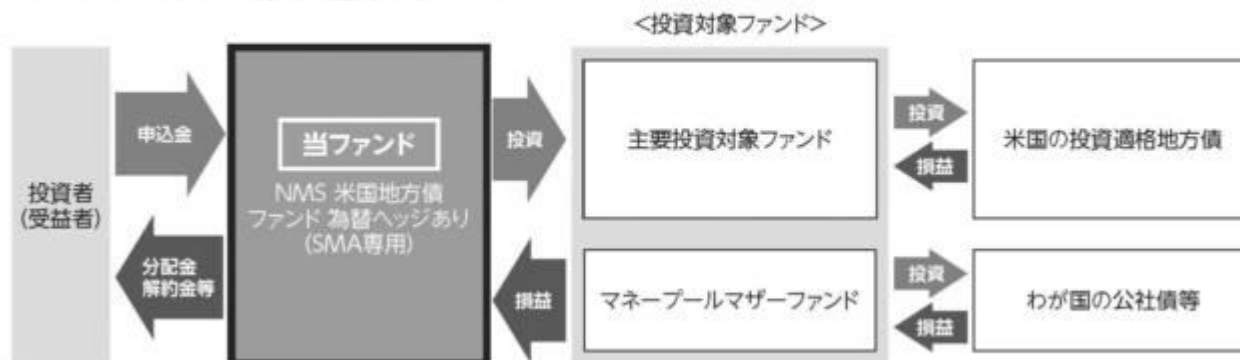 <投資対象ファンド>
投資者
(受益者)
申込金
分配金
解約金等
当ファンド
NMS 米国地方債
ファンド 為替ヘッジあり
(SMA専用)
投資
損益
主要投資対象ファンド
マネープールマザーファンド
投資
損益
投資
損益
米国の投資適格地方債
わが国の公社債等